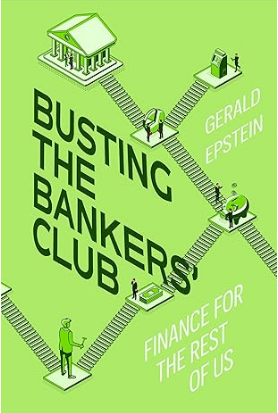 BUSTING
THE
BANKERS'
CLUB
GERALD
EPSTEIN
FINANCE FOR
THE REST
OF US